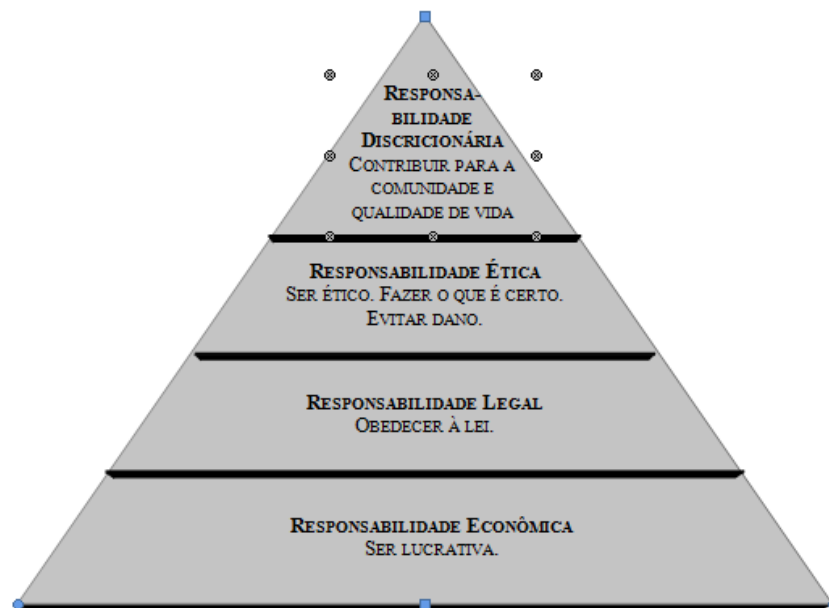 RESPONSA-
BILIDADE
DISCRICIONÁRIA
CONTRIBUIR PARA A
COMUNIDADE E
QUALIDADE DE VIDA
RESPONSABILIDADE ÉTICA
SER ÉTICO. FAZER O QUE É CERTO.
EVITAR DANO.
RESPONSABILIDADE LEGAL
OBEDECER À LEI.
RESPONSABILIDADE ECONÔMICA
SER LUCRATIVA.